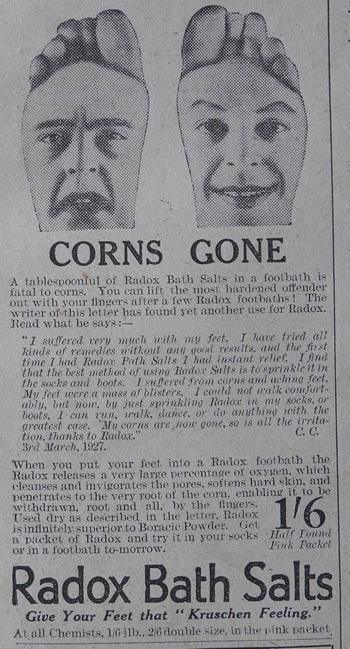 CORNS GONE
A tablespoonful of Radox Bath Salts in a footbath is
fatal to corns. You can lift the most hardened offender
out with your fingers after a few Radox footbaths! The
writer of this letter has found yet another use for Radox.
Read what he says:—
"I suffered very much with my feet. I have tried all
kinds of remedies without any good results, and the first
time I had Radox Bath Salts I had instant relief. I find
that the best method of using Radox Salts is to sprinkle it in
the socks and boots. I suffered from corns and aching feet.
My feet were a mass of blisters. I could not walk comfort-
ably, but now, by just sprinkling Radox in my socks, or
boots, I can run, walk, dance, or do anything with the
greatest ease. My corns are now gone, so is all the irrita-
tion, thanks to Radox."
C. C.
3rd March, 1927.
When you put your feet into a Radox footbath the
Radox releases a very large percentage of oxygen, which
cleanses and invigorates the pores, softens hard skin, and
penetrates to the very root of the corn, enabling it to be
withdrawn, root and all, by the fingers.
Used dry as described in the letter, Radox
is infinitely superior to Boracic Powder. Get
a packet of Radox and try it in your socks
or in a footbath to-morrow.
1/6
Half Pound
Pink Packet
Radox Bath Salts
Give Your Feet that "Kruschen Feeling."
At all Chemists, 1/6 ½lb., 2/6 double size, in the pink packet.